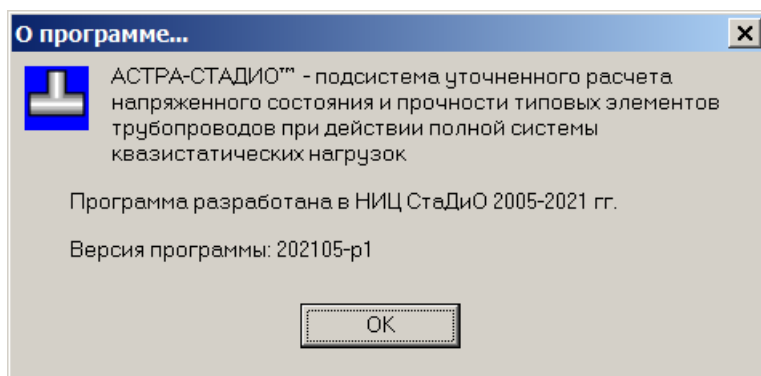 О программе...
АСТРА-СТАДИО™ - подсистема уточненного расчета
напряженного состояния и прочности типовых элементов
трубопроводов при действии полной системы
квазистатических нагрузок
Программа разработана в НИЦ СтаДиО 2005-2021 гг.
Версия программы: 202105-p1
OK